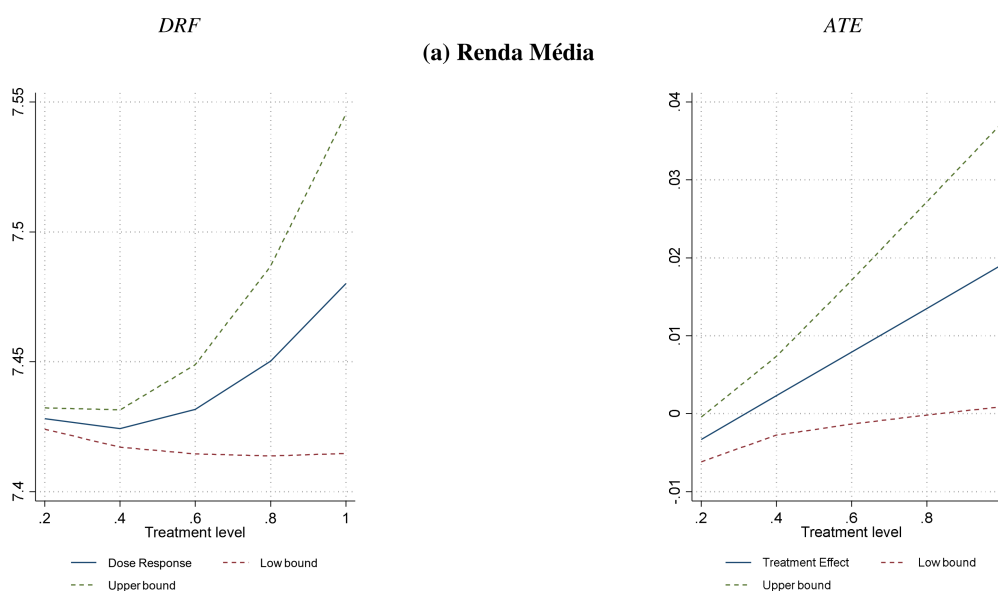 DRF
ATE
(a) Renda Média
7.55
7.5
7.45
7.4
.2 .4 .6 .8 1
Treatment level
Dose Response Low bound
Upper bound
.04
.03
.02
.01
0
-.01
.2 .4 .6 .8
Treatment level
Treatment Effect Low bound
Upper bound